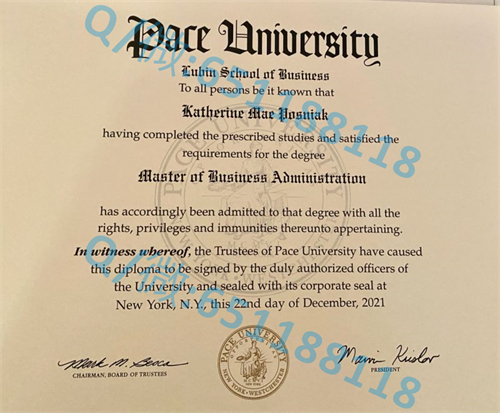 Pace University
Lubin School of Business
To all persons be it known that
Katherine Mae Posniak
having completed the prescribed studies and satisfied the
requirements for the degree
Master of Business Administration
has accordingly been admitted to that degree with all the
rights, privileges and immunities thereunto appertaining.
In witness whereof, the Trustees of Pace University have caused
this diploma to be signed by the duly authorized officers of
the University and sealed with its corporate seal at
New York, N.Y., this 22nd day of December, 2021
CHAIRMAN, BOARD OF TRUSTEES
PRESIDENT
PACE UNIVERSITY
NEW YORK • WESTCHESTER
Q/微:651188118
Q/微:651188118